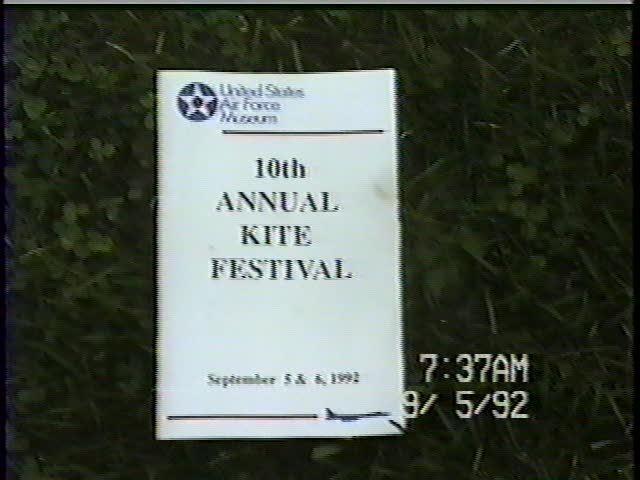 United States
Air Force
Museum
10th
ANNUAL
KITE
FESTIVAL
September 5 & 6, 1992
7:37AM
9/ 5/92